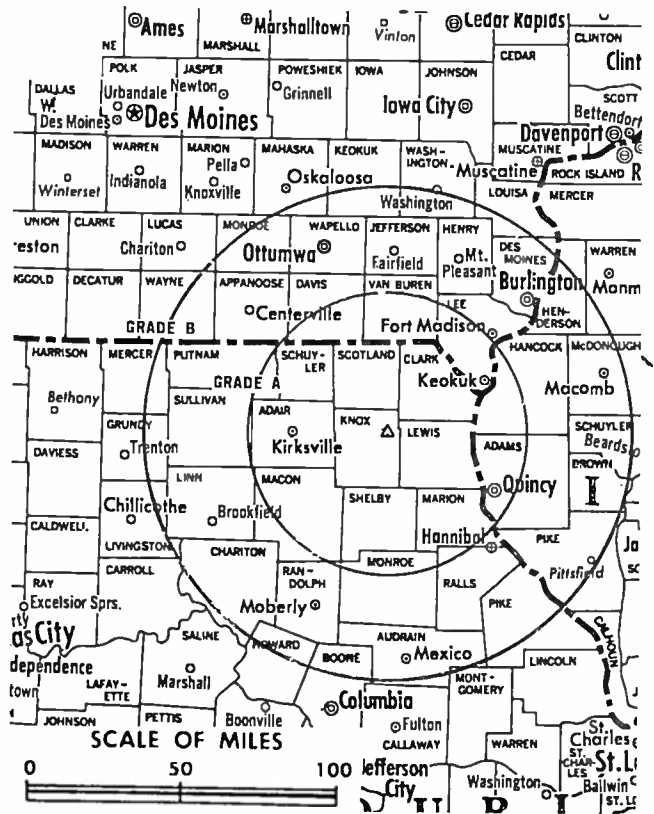 Ames
Marshalltown
Vinton
Cedar Rapids
CLINTON
NE
MARSHALL
CEDAR
Clint
POLK
JASPER
POWESHIEK
IOWA
JOHNSON
DALLAS
Urbandale
Newton
Grinnell
SCOTT
W.
Des Moines
Des Moines
Iowa City
Bettendorf
Davenport
MADISON
WARREN
MARION
MAHASKA
KEOKUK
WASH-
INGTON
MUSCATINE
Muscatine
ROCK ISLAND
R
Winterset
Indianola
Pella
Knoxville
Oskaloosa
Washington
LOUISA
MERCER
UNION
CLARKE
LUCAS
MONROE
WAPELLO
JEFFERSON
HENRY
DES
MOINES
WARREN
reston
Chariton
Ottumwa
Fairfield
Mt.
Pleasant
Burlington
Monm
GGOLD
DECATUR
WAYNE
APPANOOSE
DAVIS
VAN BUREN
LEE
HEN-
DERSON
Centerville
Fort Madison
GRADE B
HARRISON
MERCER
PUTNAM
SCHUY-
LER
SCOTLAND
CLARK
HANCOCK
McDONOUGH
GRADE A
Keokuk
Macomb
Bethony
SULLIVAN
ADAIR
KNOX
LEWIS
SCHUYLER
Beardsto
GRUNDY
Trenton
Kirksville
ADAMS
DAVIESS
BROWN
LINN
MACON
I
Chillicothe
Brookfield
SHELBY
MARION
Quincy
CALDWELL
LIVINGSTON
CHARITON
Hannibal
PIKE
Ja
SC
MONROE
Pittsfield
RAY
CARROLL
RAN-
DOLPH
RALLS
PIKE
Excelsior Sprs.
Moberly
CALHOUN
rty
as City
SALINE
HOWARD
AUDRAIN
BOONE
Mexico
LINCOLN
dependence
town
LAFAY-
ETTE
Marshall
MONT-
GOMERY
JOHNSON
PETTIS
Boonville
Columbia
Fulton
CALLAWAY
WARREN
St.
Charles
ST.
CHAR-
LES
St. L
SCALE OF MILES
0 50 100
Jefferson
City
Washington
Ballwin
ST. LO
O U R I